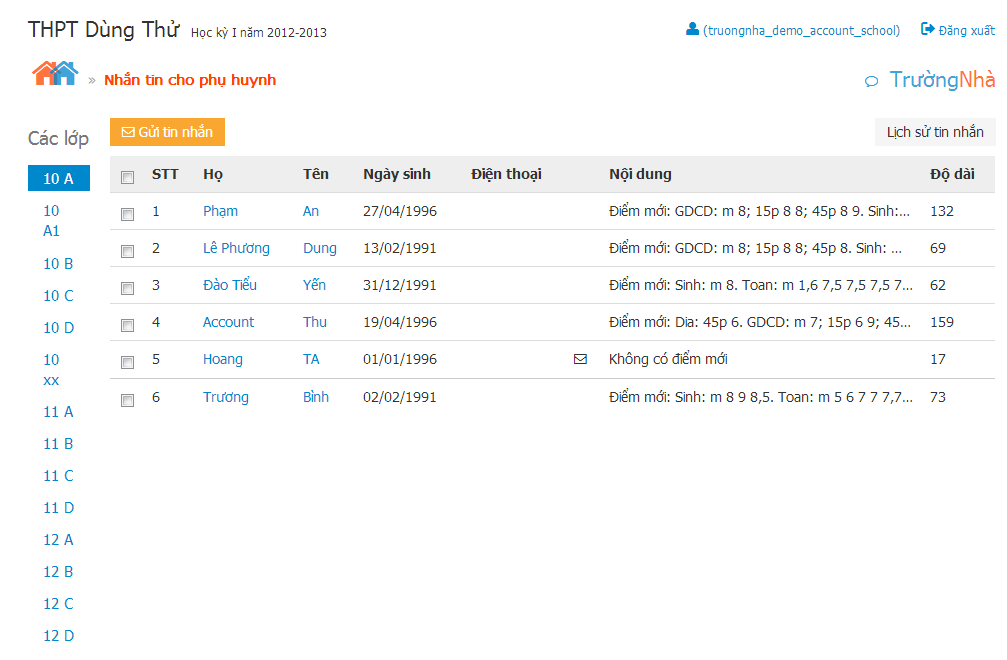 THPT Dùng Thử Học kỳ I năm 2012-2013 (truongnha_demo_account_school) Đăng xuất
» Nhắn tin cho phụ huynh TrườngNhà
Các lớp
Gửi tin nhắn Lịch sử tin nhắn
10 A
10
A1
10 B
10 C
10 D
10
xx
11 A
11 B
11 C
11 D
12 A
12 B
12 C
12 D
STT Họ Tên Ngày sinh Điện thoại Nội dung Độ dài
1 Phạm An 27/04/1996 Điểm mới: GDCD: m 8; 15p 8 8; 45p 8 9. Sinh:... 132
2 Lê Phương Dung 13/02/1991 Điểm mới: GDCD: m 8; 15p 8 8; 45p 8. Sinh: ... 69
3 Đào Tiểu Yến 31/12/1991 Điểm mới: Sinh: m 8. Toan: m 1,6 7,5 7,5 7,5 7... 62
4 Account Thu 19/04/1996 Điểm mới: Dia: 45p 6. GDCD: m 7; 15p 6 9; 45... 159
5 Hoang TA 01/01/1996 Không có điểm mới 17
6 Trương Bình 02/02/1991 Điểm mới: Sinh: m 8 9 8,5. Toan: m 5 6 7 7 7,7... 73